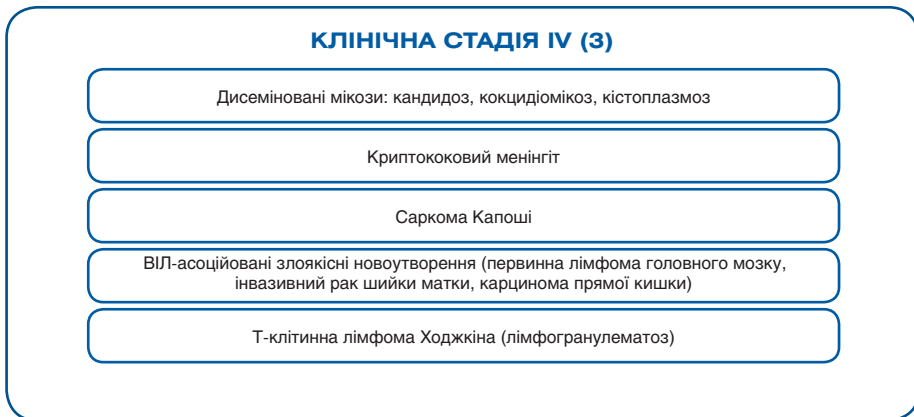 КЛІНІЧНА СТАДІЯ IV (3)
Дисеміновані мікози: кандидоз, кокцидіомікоз, кістоплазмоз
Криптококовий менінгіт
Саркома Капоші
ВІЛ-асоційовані злоякісні новоутворення (первинна лімфома головного мозку,
інвазивний рак шийки матки, карцинома прямої кишки)
Т-клітинна лімфома Ходжкіна (лімфогранулематоз)